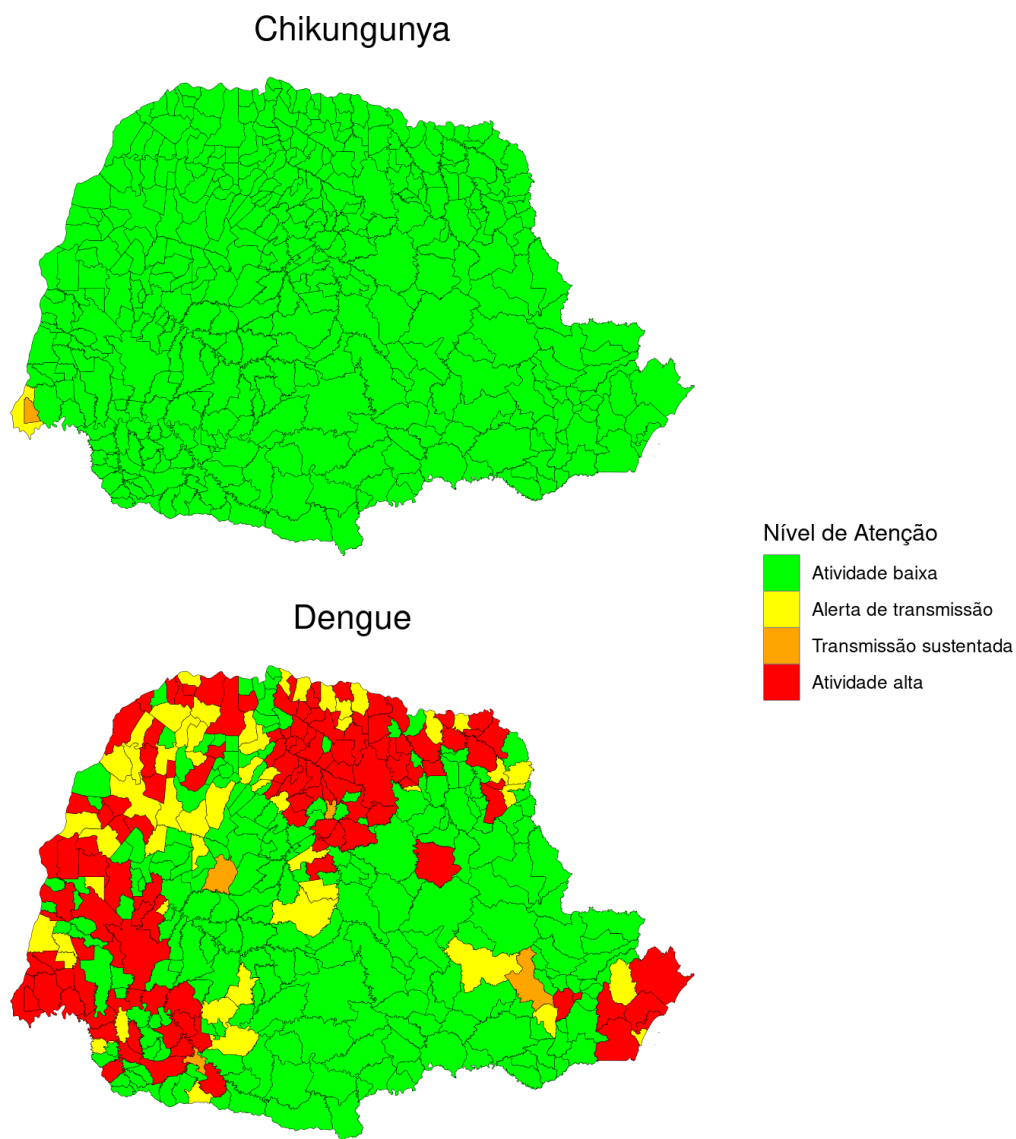 Chikungunya
Nível de Atenção
Atividade baixa
Alerta de transmissão
Transmissão sustentada
Atividade alta
Dengue